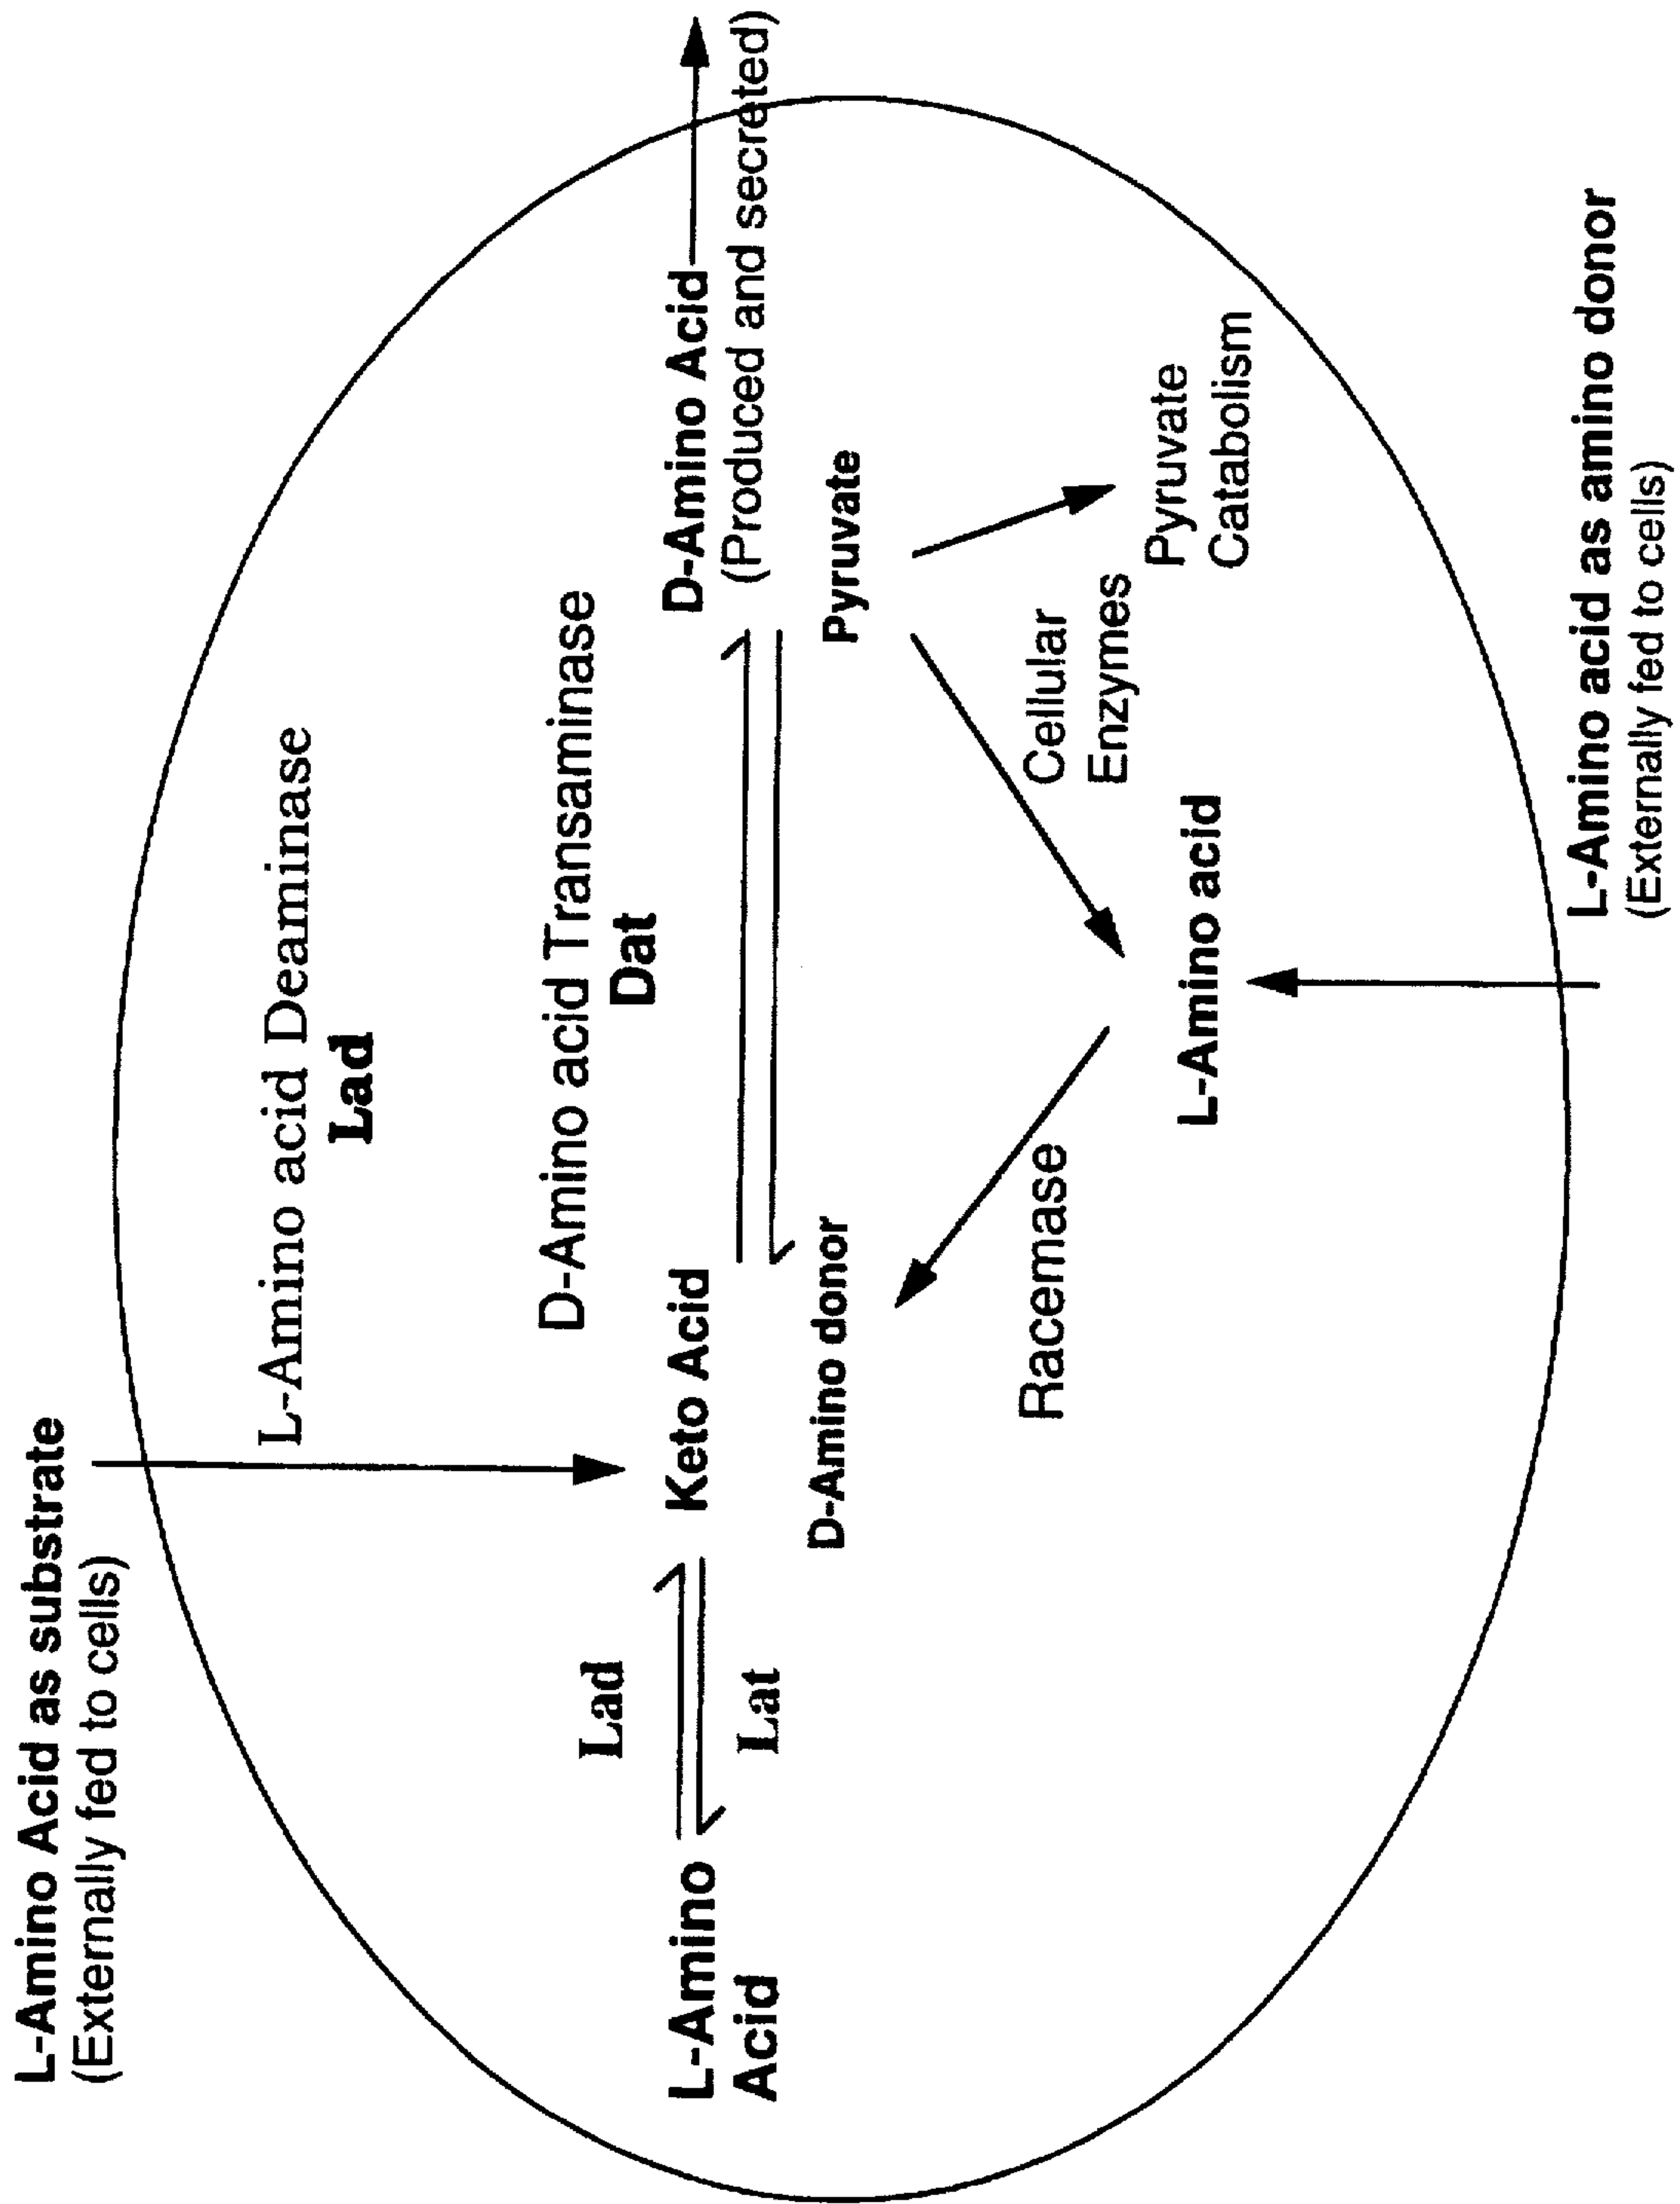 L-Amino Acid as substrate
(Externally fed to cells)
L-Amino acid Deaminase
Lad
D-Amino acid Transaminase
Dat
Lad
L-Amino
Acid
Lat
Keto Acid
D-Amino donor
D-Amino Acid
(Produced and secreted)
Pyruvate
Racemase
Cellular
Enzymes
Pyruvate
Catabolism
L-Amino acid
L-Amino acid as amino donor
(Externally fed to cells)